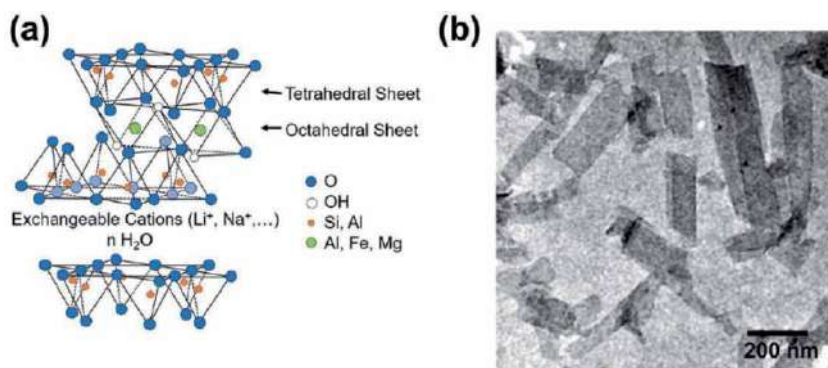 (a)
Tetrahedral Sheet
Octahedral Sheet
O
OH
Si, Al
Al, Fe, Mg
Exchangeable Cations (Li⁺, Na⁺,...)
n H₂O
(b)
200 nm